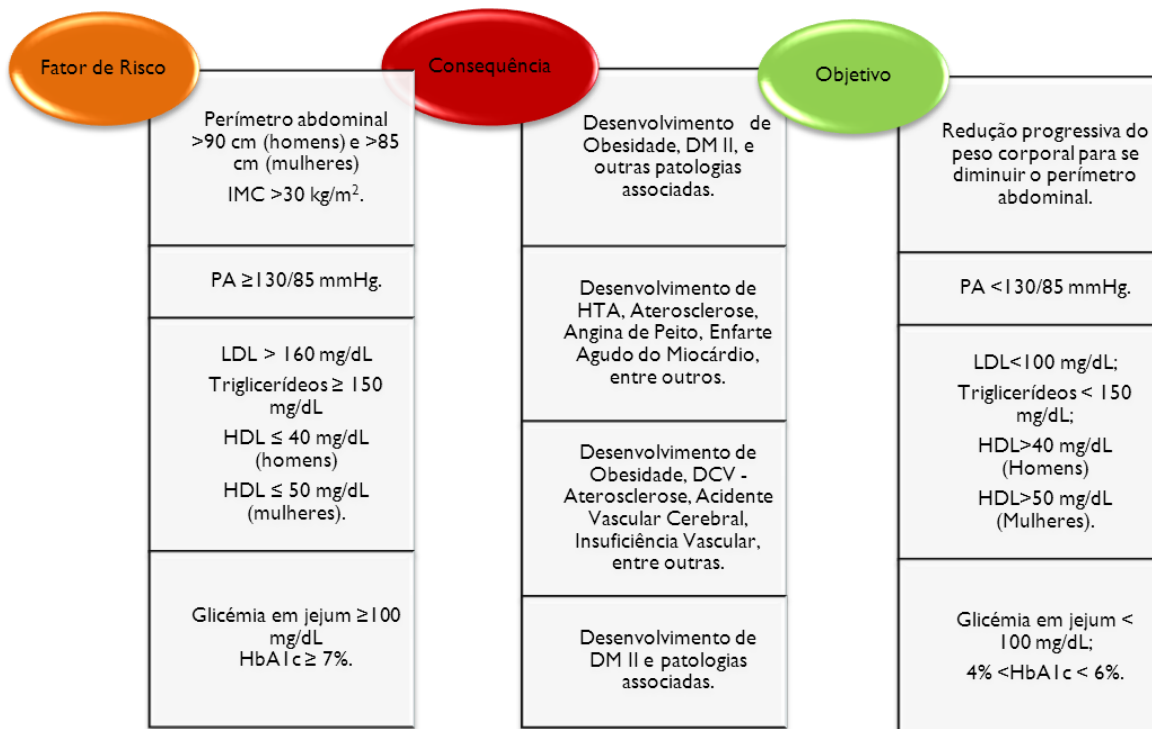 Fator de Risco
Perímetro abdominal
>90 cm (homens) e >85
cm (mulheres)
IMC >30 kg/m².
PA ≥130/85 mmHg.
LDL > 160 mg/dL
Triglicerídeos ≥ 150
mg/dL
HDL ≤ 40 mg/dL
(homens)
HDL ≤ 50 mg/dL
(mulheres).
Glicémia em jejum ≥100
mg/dL
HbA1c ≥ 7%.
Consequência
Desenvolvimento de
Obesidade, DM II, e
outras patologias
associadas.
Desenvolvimento de
HTA, Aterosclerose,
Angina de Peito, Enfarte
Agudo do Miocárdio,
entre outros.
Desenvolvimento de
Obesidade, DCV -
Aterosclerose, Acidente
Vascular Cerebral,
Insuficiência Vascular,
entre outras.
Desenvolvimento de
DM II e patologias
associadas.
Objetivo
Redução progressiva do
peso corporal para se
diminuir o perímetro
abdominal.
PA <130/85 mmHg.
LDL<100 mg/dL;
Triglicerídeos < 150
mg/dL;
HDL>40 mg/dL
(Homens)
HDL>50 mg/dL
(Mulheres).
Glicémia em jejum <
100 mg/dL;
4% <HbA1c < 6%.